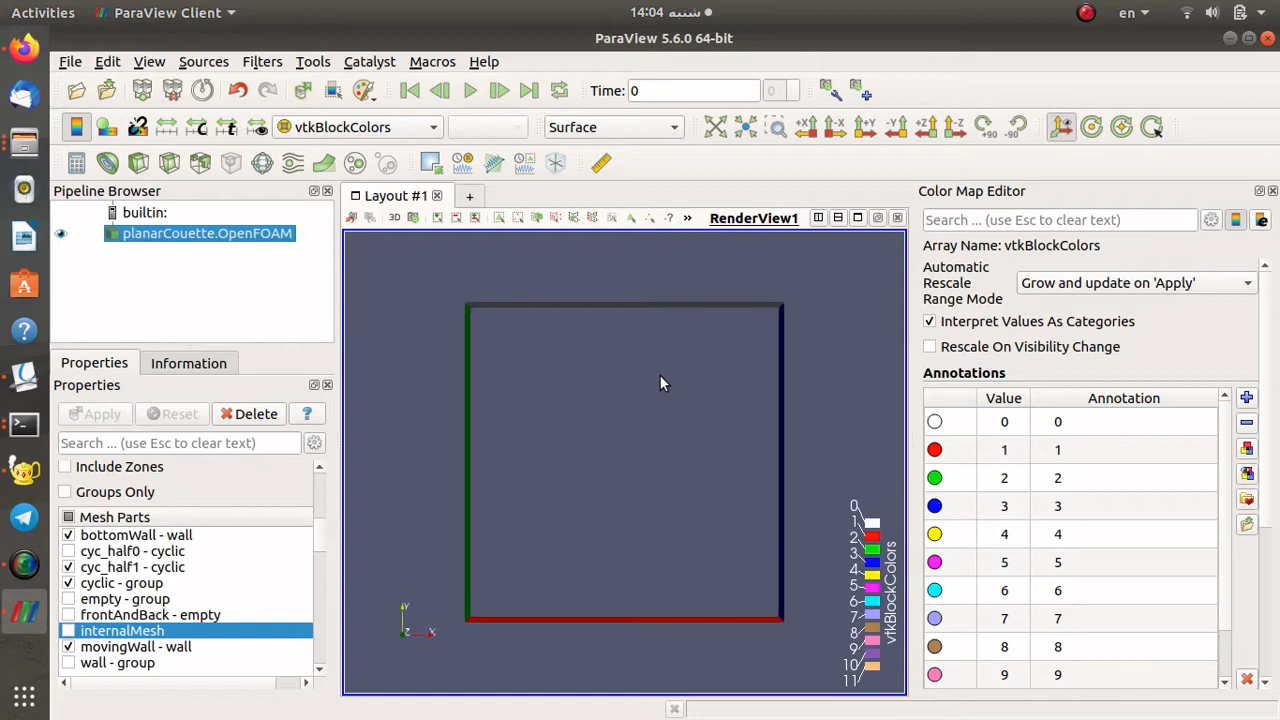 Activities
ParaView Client
14:04 شنبه
en
ParaView 5.6.0 64-bit
File Edit View Sources Filters Tools Catalyst Macros Help
Time: 0 0
vtkBlockColors
Surface
+X -X +Y -Y +Z -Z +90 -90
Pipeline Browser
builtin:
planarCouette.OpenFOAM
Properties Information
Properties
Apply Reset Delete ?
Search ... (use Esc to clear text)
Include Zones
Groups Only
Mesh Parts
bottomWall - wall
cyc_half0 - cyclic
cyc_half1 - cyclic
cyclic - group
empty - group
frontAndBack - empty
internalMesh
movingWall - wall
wall - group
Layout #1
+
3D
»
RenderView1
Y
Z
X
0
1
2
3
4
5
6
7
8
9
10
11
vtkBlockColors
Color Map Editor
Search ... (use Esc to clear text)
Array Name: vtkBlockColors
Automatic
Rescale
Range Mode
Grow and update on 'Apply'
Interpret Values As Categories
Rescale On Visibility Change
Annotations
Value Annotation
0 0
1 1
2 2
3 3
4 4
5 5
6 6
7 7
8 8
9 9